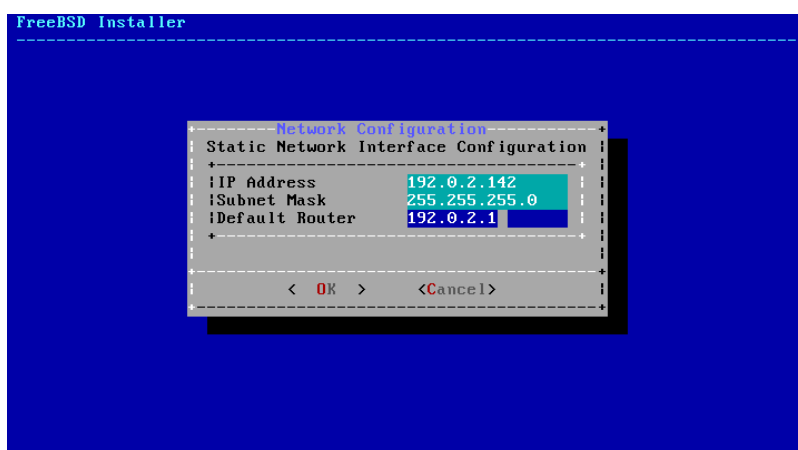 FreeBSD Installer
Network Configuration
Static Network Interface Configuration
IP Address 192.0.2.142
Subnet Mask 255.255.255.0
Default Router 192.0.2.1
< OK > <Cancel>